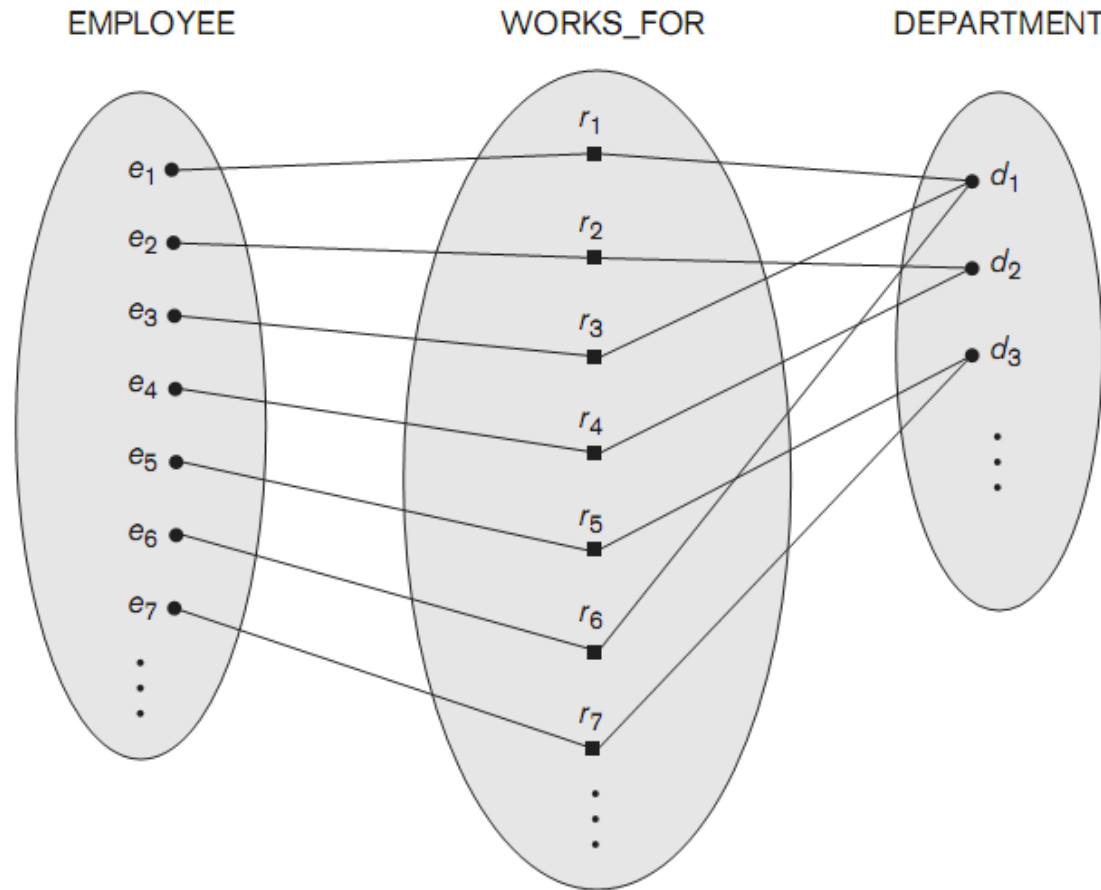 EMPLOYEE WORKS_FOR DEPARTMENT
r1
e1 d1
r2
e2 d2
e3 r3
d3
e4 r4
e5 r5
e6 r6
e7
r7